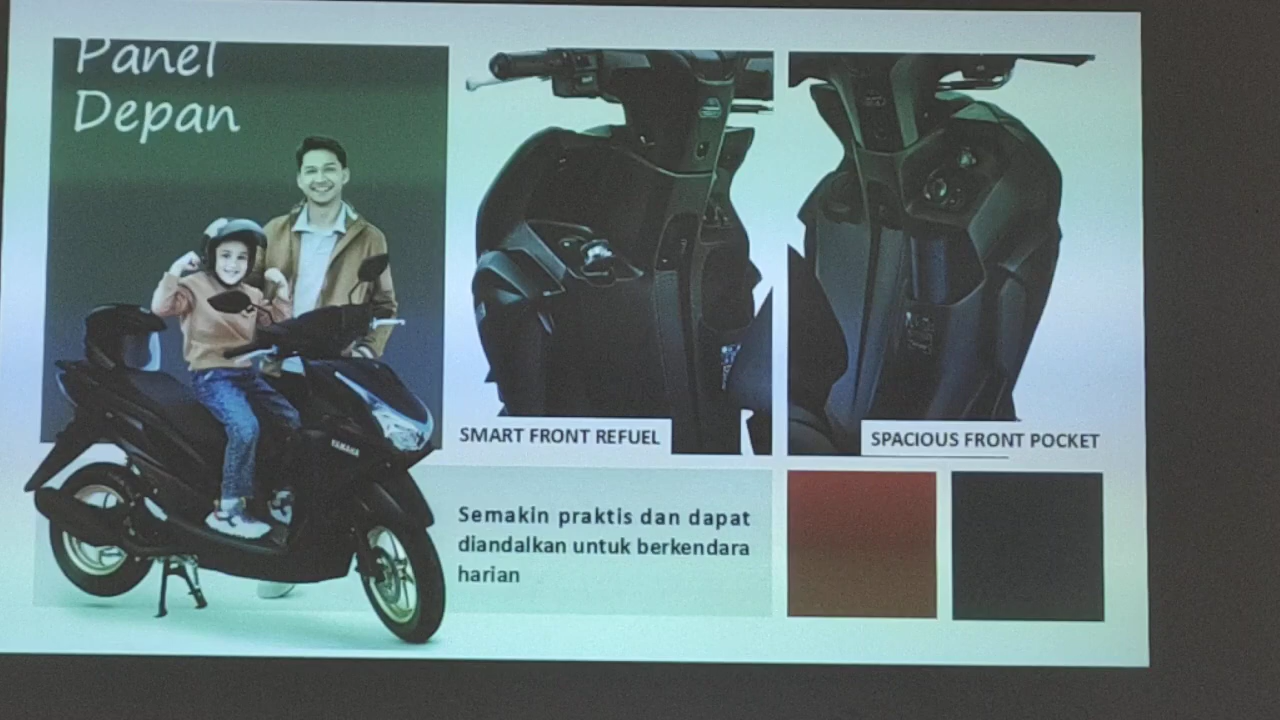 Panel
Depan
YAMAHA
SMART FRONT REFUEL
SPACIOUS FRONT POCKET
Semakin praktis dan dapat
diandalkan untuk berkendara
harian